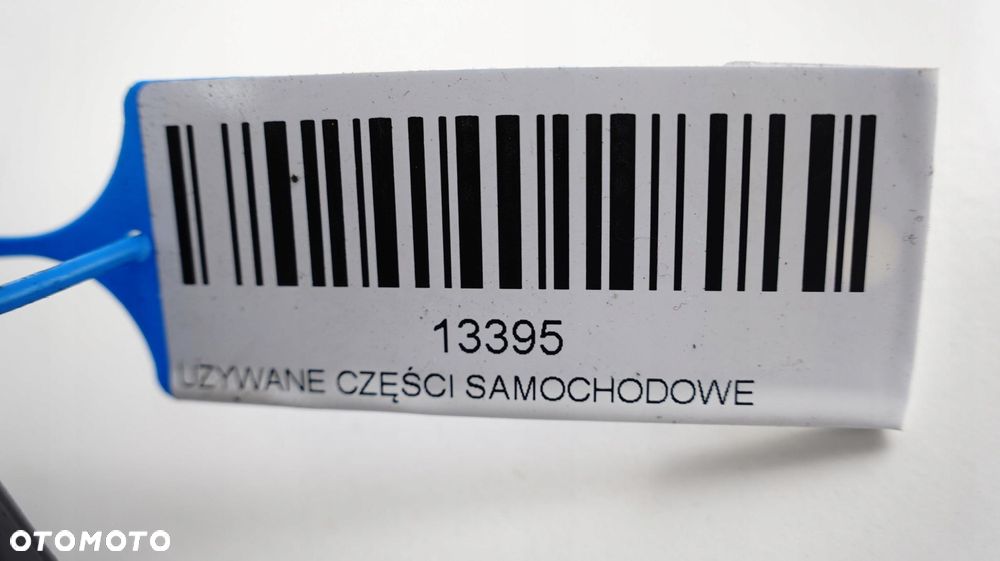 13395
UŻYWANE CZĘŚCI SAMOCHODOWE
OTOMOTO